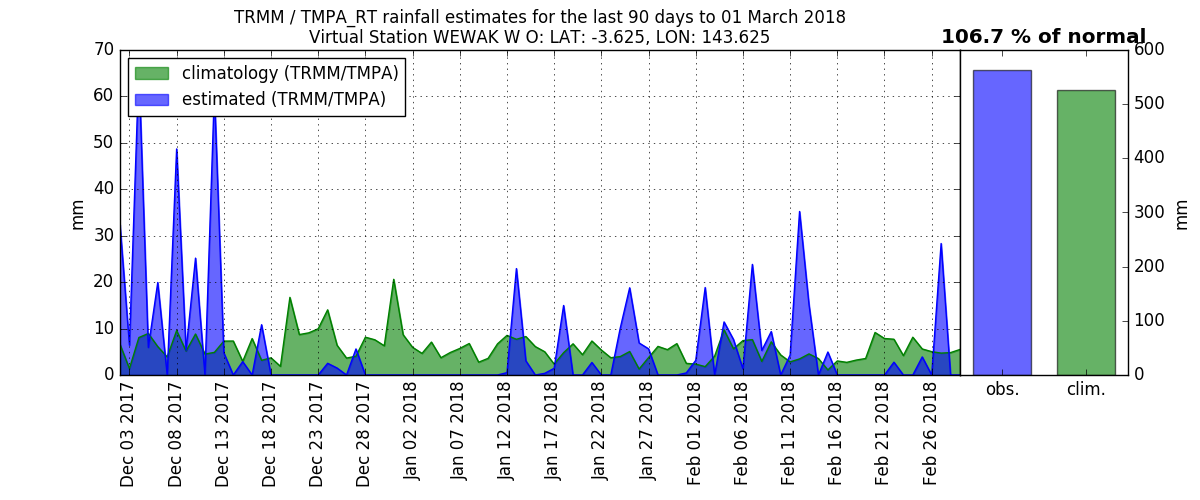 TRMM / TMPA_RT rainfall estimates for the last 90 days to 01 March 2018
Virtual Station WEWAK W O: LAT: -3.625, LON: 143.625
106.7 % of normal
climatology (TRMM/TMPA)
estimated (TRMM/TMPA)
70
60
50
40
30
20
10
0
mm
Dec 03 2017
Dec 08 2017
Dec 13 2017
Dec 18 2017
Dec 23 2017
Dec 28 2017
Jan 02 2018
Jan 07 2018
Jan 12 2018
Jan 17 2018
Jan 22 2018
Jan 27 2018
Feb 01 2018
Feb 06 2018
Feb 11 2018
Feb 16 2018
Feb 21 2018
Feb 26 2018
obs.
clim.
600
500
400
300
200
100
0
mm